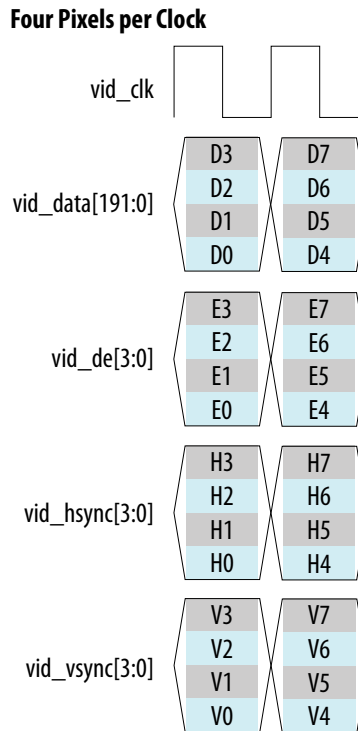 Four Pixels per Clock
vid_clk
vid_data[191:0]
D3 D7
D2 D6
D1 D5
D0 D4
vid_de[3:0]
E3 E7
E2 E6
E1 E5
E0 E4
vid_hsync[3:0]
H3 H7
H2 H6
H1 H5
H0 H4
vid_vsync[3:0]
V3 V7
V2 V6
V1 V5
V0 V4